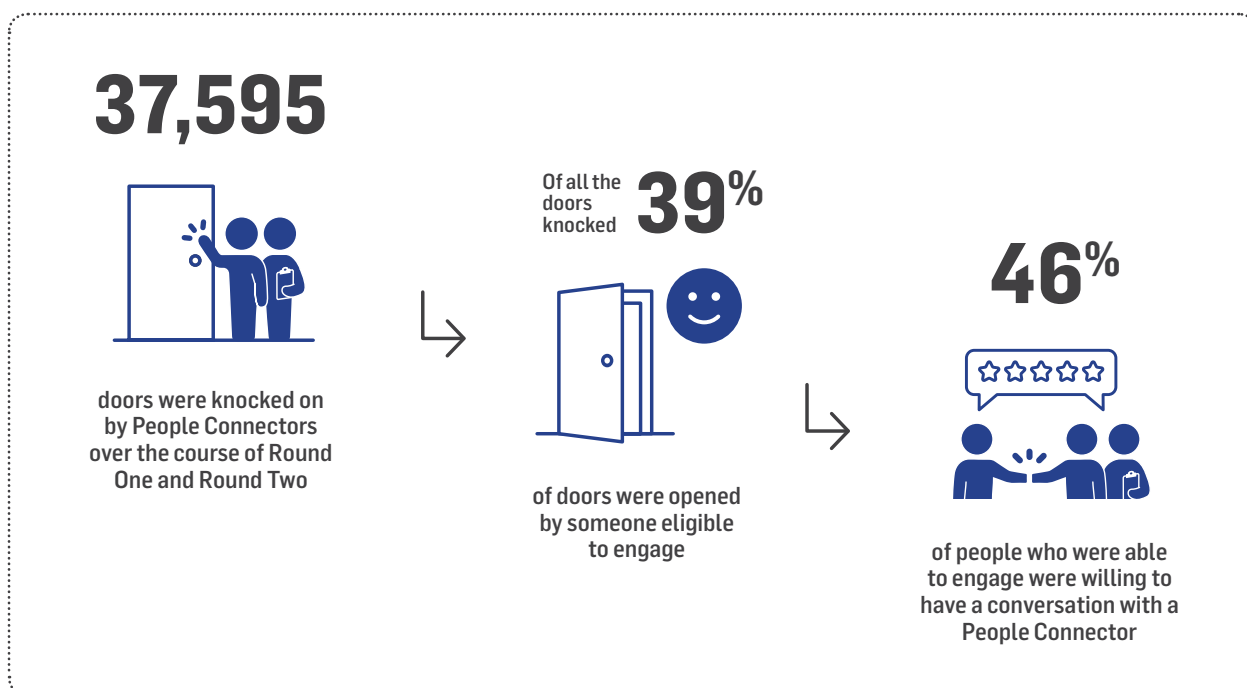 37,595
doors were knocked on
by People Connectors
over the course of Round
One and Round Two
Of all the
doors
knocked
39%
of doors were opened
by someone eligible
to engage
46%
of people who were able
to engage were willing to
have a conversation with a
People Connector